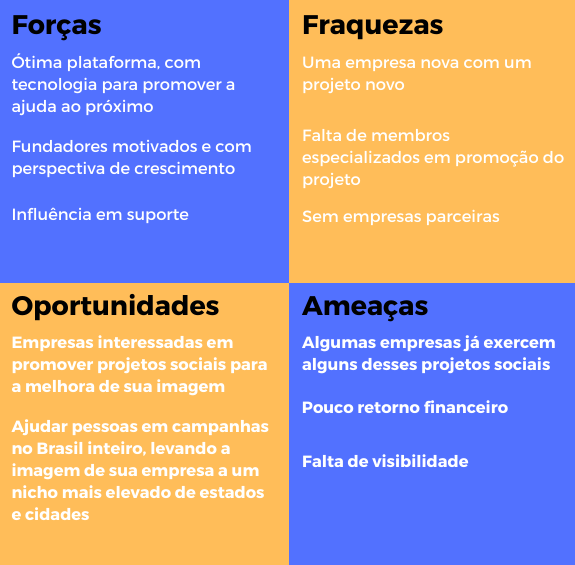 Forças
Ótima plataforma, com
tecnologia para promover a
ajuda ao próximo
Fundadores motivados e com
perspectiva de crescimento
Influência em suporte
Fraquezas
Uma empresa nova com um
projeto novo
Falta de membros
especializados em promoção do
projeto
Sem empresas parceiras
Oportunidades
Empresas interessadas em
promover projetos sociais para
a melhora de sua imagem
Ajudar pessoas em campanhas
no Brasil inteiro, levando a
imagem de sua empresa a um
nicho mais elevado de estados
e cidades
Ameaças
Algumas empresas já exercem
alguns desses projetos sociais
Pouco retorno financeiro
Falta de visibilidade